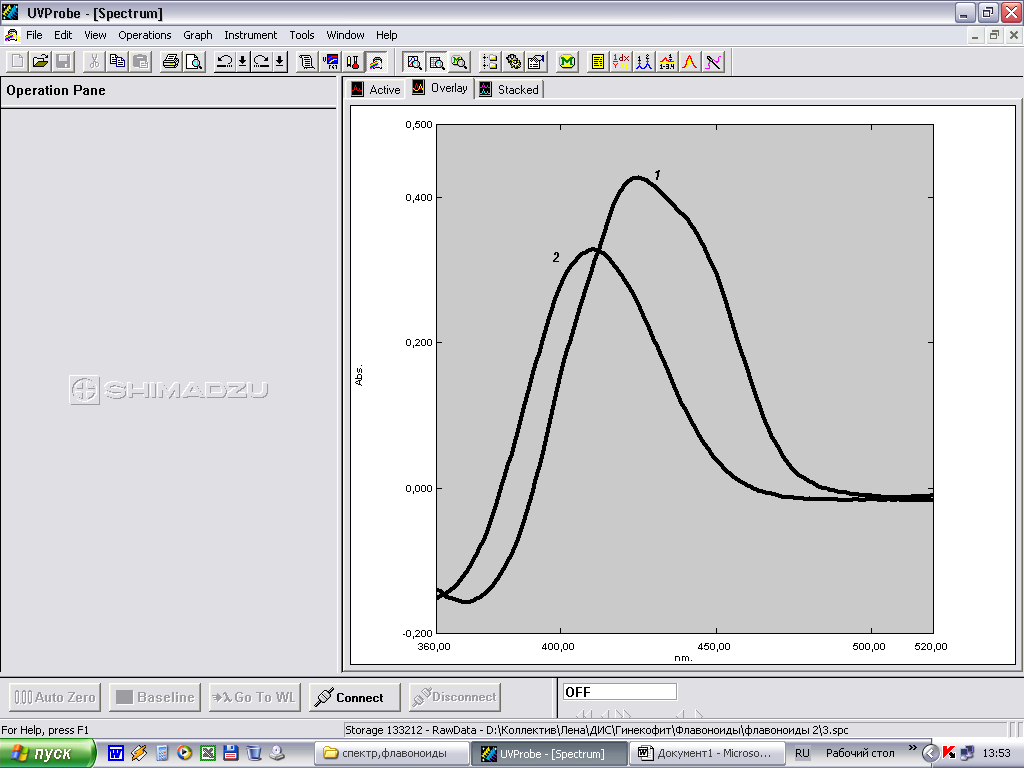 UVProbe - [Spectrum]
File Edit View Operations Graph Instrument Tools Window Help
Operation Pane
Active Overlay Stacked
0,500
1
0,400
2
0,200
Abs.
SHIMADZU
0,000
-0,200
360,00 400,00 450,00 500,00 520,00
nm.
Auto Zero Baseline Go To WL Connect Disconnect
OFF
For Help, press F1
Storage 133212 - RawData - D:\Коллектив\Лена\ДИС\Гинекофит\Флавоноиды\флавоноиды 2\3.spc
пуск спектр,флавоноиды UVProbe - [Spectrum] Документ1 - Microso... RU Рабочий стол » 13:53